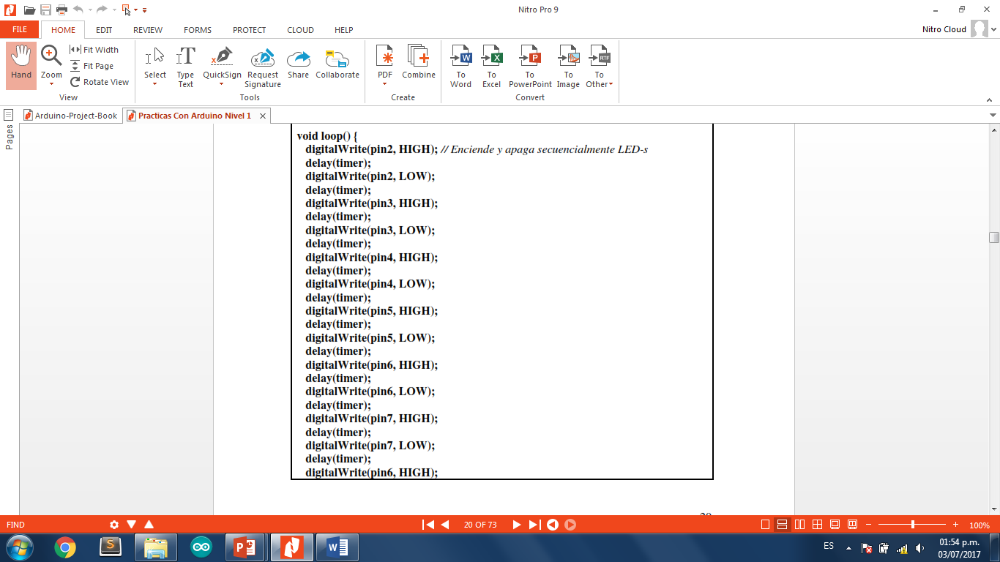 Nitro Pro 9
FILE HOME EDIT REVIEW FORMS PROTECT CLOUD HELP Nitro Cloud
Hand
Zoom
Fit Width
Fit Page
Rotate View
View
Select
Type Text
QuickSign
Request Signature
Share
Collaborate
Tools
PDF
Combine
Create
To Word
To Excel
To PowerPoint
To Image
To Other
Convert
Arduino-Project-Book
Practicas Con Arduino Nivel 1
Pages
void loop() {
digitalWrite(pin2, HIGH); // Enciende y apaga secuencialmente LED-s
delay(timer);
digitalWrite(pin2, LOW);
delay(timer);
digitalWrite(pin3, HIGH);
delay(timer);
digitalWrite(pin3, LOW);
delay(timer);
digitalWrite(pin4, HIGH);
delay(timer);
digitalWrite(pin4, LOW);
delay(timer);
digitalWrite(pin5, HIGH);
delay(timer);
digitalWrite(pin5, LOW);
delay(timer);
digitalWrite(pin6, HIGH);
delay(timer);
digitalWrite(pin6, LOW);
delay(timer);
digitalWrite(pin7, HIGH);
delay(timer);
digitalWrite(pin7, LOW);
delay(timer);
digitalWrite(pin6, HIGH);
FIND 20 OF 73 100%
ES 01:54 p.m.
03/07/2017